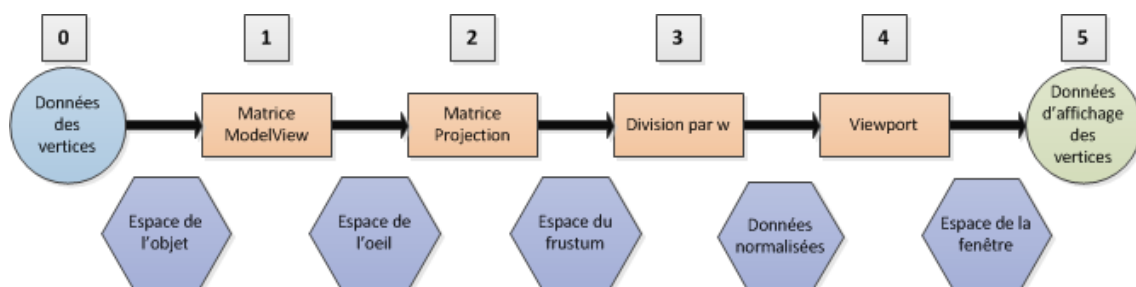 0
1
2
3
4
5
Données
des
vertices
Matrice
ModelView
Matrice
Projection
Division par w
Viewport
Données
d'affichage
des
vertices
Espace de
l'objet
Espace de
l'oeil
Espace du
frustum
Données
normalisées
Espace de la
fenêtre